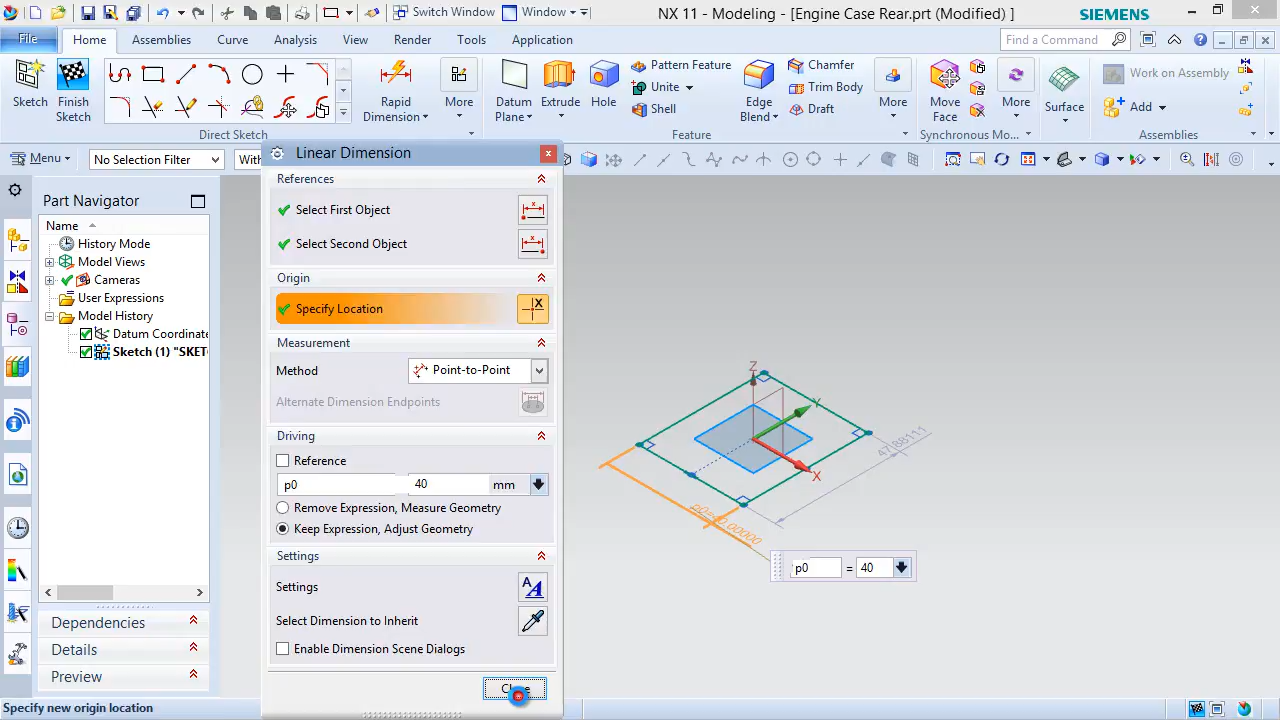 Switch Window
Window
NX 11 - Modeling - [Engine Case Rear.prt (Modified) ]
SIEMENS
File
Home
Assemblies
Curve
Analysis
View
Render
Tools
Application
Find a Command
Sketch
Finish Sketch
Rapid Dimension
More
Direct Sketch
Datum Plane
Extrude
Hole
Pattern Feature
Unite
Shell
Edge Blend
Chamfer
Trim Body
Draft
More
Feature
Move Face
More
Synchronous Mo...
Surface
Work on Assembly
Add
Assemblies
Menu
No Selection Filter
With
Part Navigator
Name
History Mode
Model Views
Cameras
User Expressions
Model History
Datum Coordinate
Sketch (1) "SKET
Dependencies
Details
Preview
Specify new origin location
Linear Dimension
References
Select First Object
Select Second Object
Origin
Specify Location
Measurement
Method
Point-to-Point
Alternate Dimension Endpoints
Driving
Reference
p0
40
mm
Remove Expression, Measure Geometry
Keep Expression, Adjust Geometry
Settings
Settings
Select Dimension to Inherit
Enable Dimension Scene Dialogs
Z
Y
X
p0 = 40